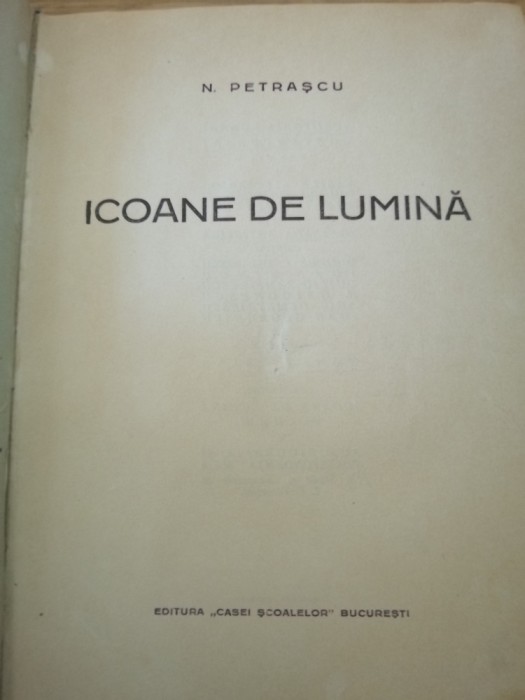 N. PETRAȘCU
ICOANE DE LUMINĂ
EDITURA „CASEI ȘCOALELOR” BUCUREȘTI